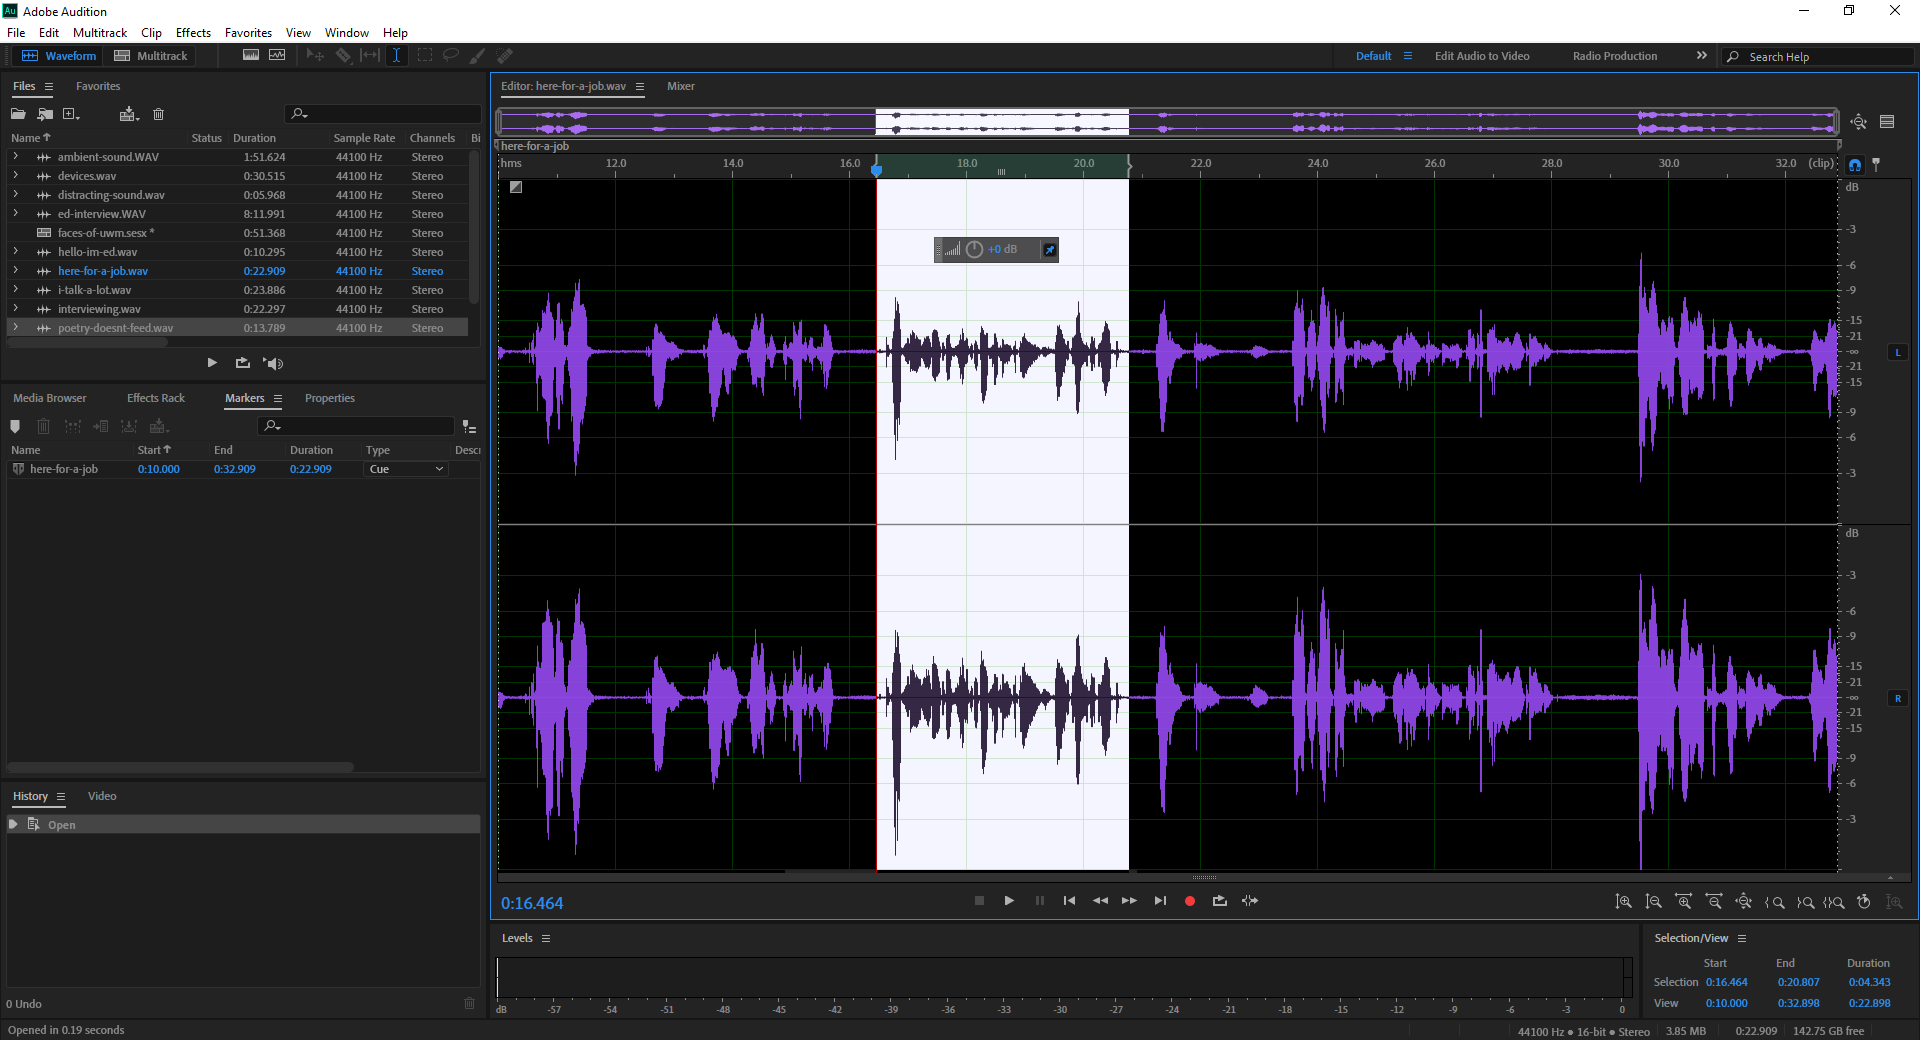 Au Adobe Audition
File Edit Multitrack Clip Effects Favorites View Window Help
Waveform Multitrack Default Edit Audio to Video Radio Production Search Help
Files Favorites
Name Status Duration Sample Rate Channels Bi
ambient-sound.WAV 1:51.624 44100 Hz Stereo
devices.wav 0:30.515 44100 Hz Stereo
distracting-sound.wav 0:05.968 44100 Hz Stereo
ed-interview.WAV 8:11.991 44100 Hz Stereo
faces-of-uwm.sesx * 0:51.368 44100 Hz Stereo
hello-im-ed.wav 0:10.295 44100 Hz Stereo
here-for-a-job.wav 0:22.909 44100 Hz Stereo
i-talk-a-lot.wav 0:23.886 44100 Hz Stereo
interviewing.wav 0:22.297 44100 Hz Stereo
poetry-doesnt-feed.wav 0:13.789 44100 Hz Stereo
Media Browser Effects Rack Markers Properties
Name Start End Duration Type Descri
here-for-a-job 0:10.000 0:32.909 0:22.909 Cue
History Video
Open
0 Undo
Opened in 0.19 seconds
Editor: here-for-a-job.wav Mixer
here-for-a-job
hms 12.0 14.0 16.0 18.0 20.0 22.0 24.0 26.0 28.0 30.0 32.0 (clip)
+0 dB
dB
-3
-6
-9
-15
-21
-∞
-21
-15
-9
-6
-3
L
dB
-3
-6
-9
-15
-21
-∞
-21
-15
-9
-6
-3
R
0:16.464
Levels
dB -57 -54 -51 -48 -45 -42 -39 -36 -33 -30 -27 -24 -21 -18 -15 -12 -9 -6 -3 0
Selection/View
Start End Duration
Selection 0:16.464 0:20.807 0:04.343
View 0:10.000 0:32.898 0:22.898
44100 Hz ● 16-bit ● Stereo 3.85 MB 0:22.909 142.75 GB free